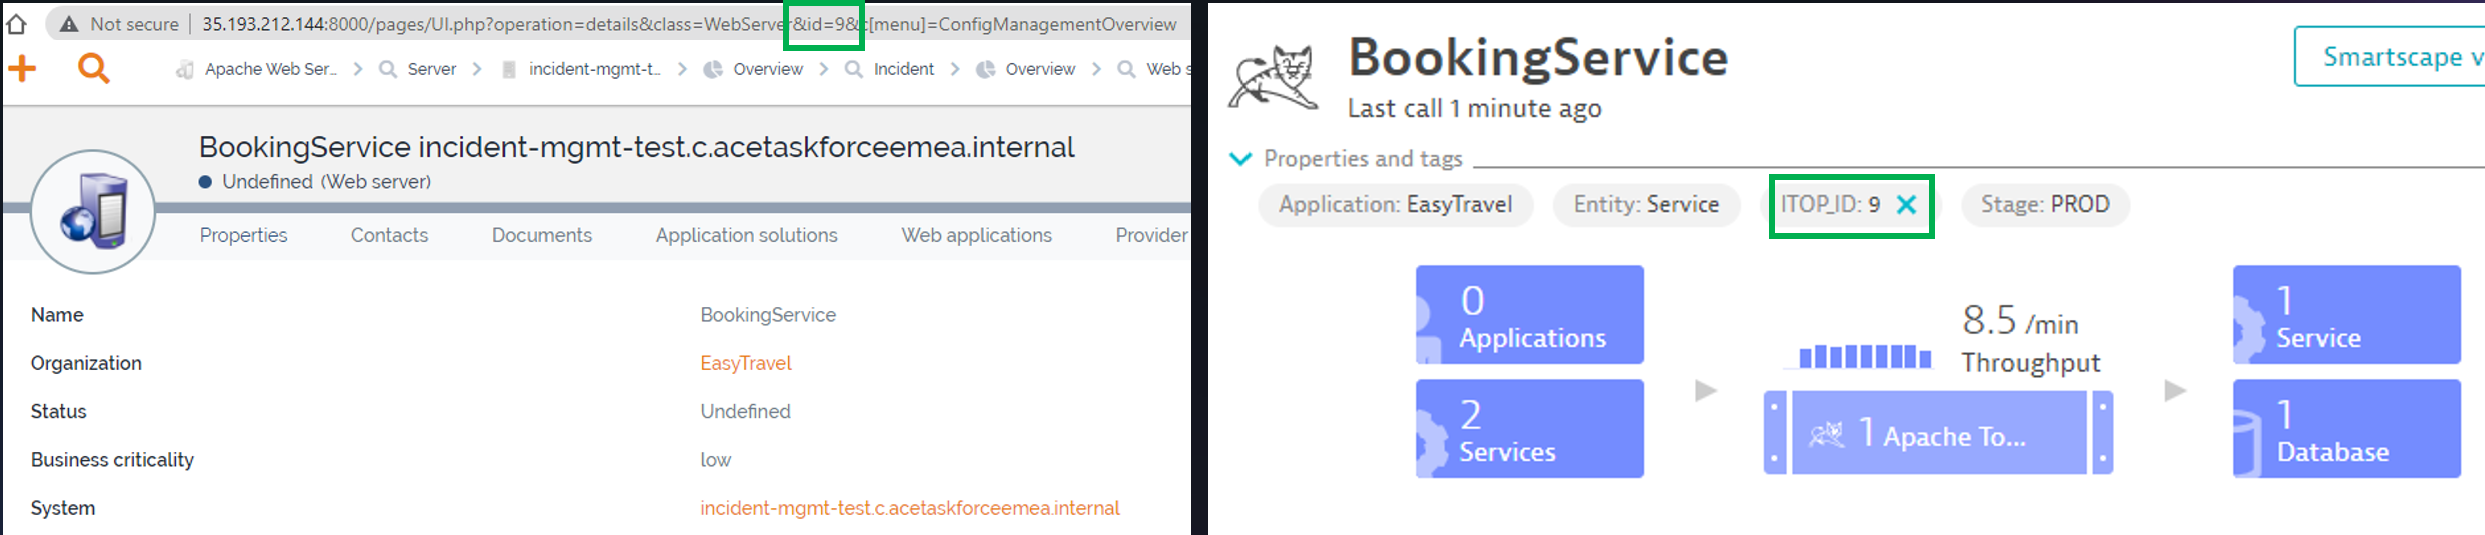 Not secure | 35.193.212.144:8000/pages/UI.php?operation=details&class=WebServer&id=9&c[menu]=ConfigManagementOverview
Apache Web Ser... > Server > incident-mgmt-t... > Overview > Incident > Overview > Web s
BookingService incident-mgmt-test.c.acetaskforceemea.internal
Undefined (Web server)
Properties Contacts Documents Application solutions Web applications Provider
Name BookingService
Organization EasyTravel
Status Undefined
Business criticality low
System incident-mgmt-test.c.acetaskforceemea.internal
BookingService
Last call 1 minute ago
Smartscape v
Properties and tags
Application: EasyTravel Entity: Service ITOP_ID: 9 Stage: PROD
0
Applications
2
Services
8.5 /min
Throughput
1 Apache To...
1
Service
1
Database